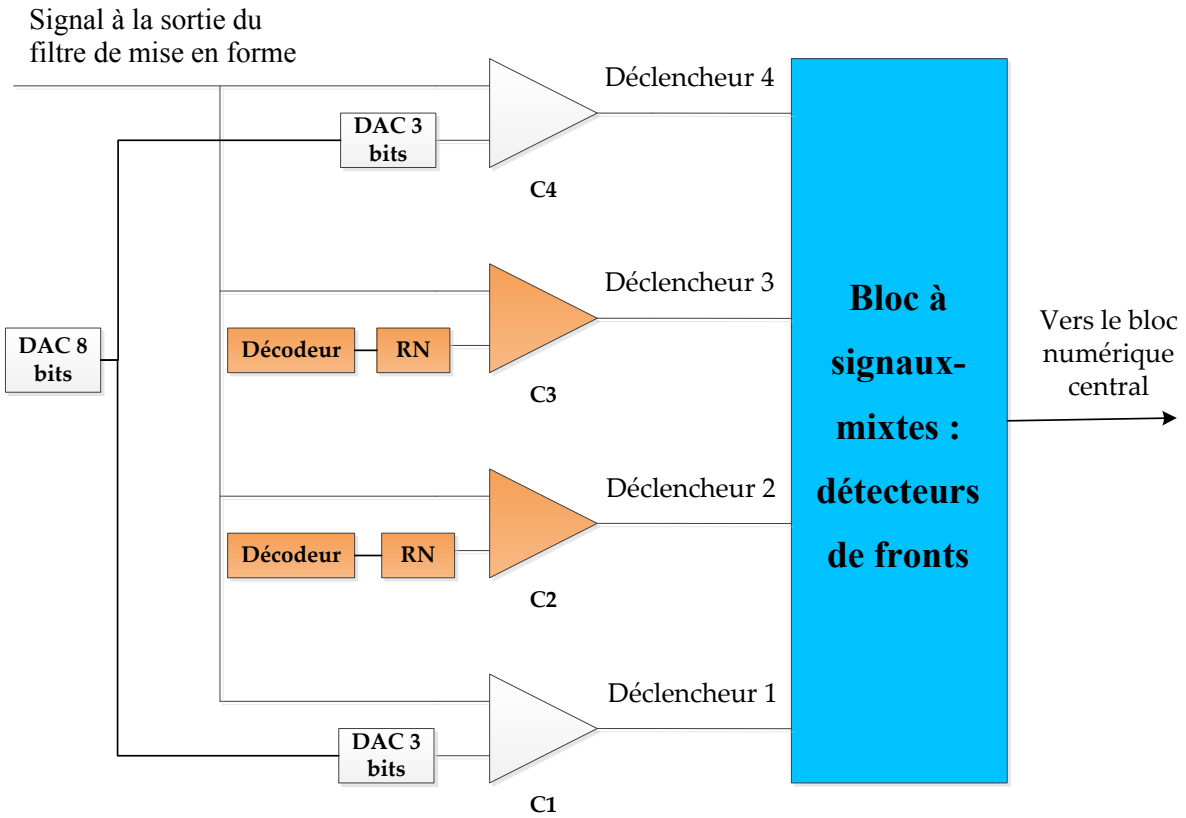 Signal à la sortie du
filtre de mise en forme
Déclencheur 4
DAC 3
bits
C4
Déclencheur 3
Décodeur
RN
C3
DAC 8
bits
Déclencheur 2
Décodeur
RN
C2
Déclencheur 1
DAC 3
bits
C1
Bloc à
signaux-
mixtes :
détecteurs
de fronts
Vers le bloc
numérique
central